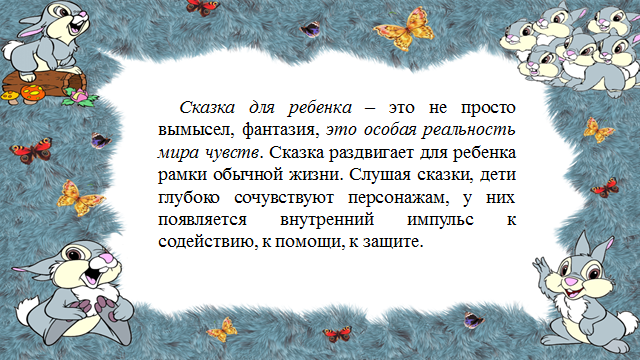 Сказка для ребенка – это не просто
вымысел, фантазия, это особая реальность
мира чувств. Сказка раздвигает для ребенка
рамки обычной жизни. Слушая сказки, дети
глубоко сочувствуют персонажам, у них
появляется внутренний импульс к
содействию, к помощи, к защите.